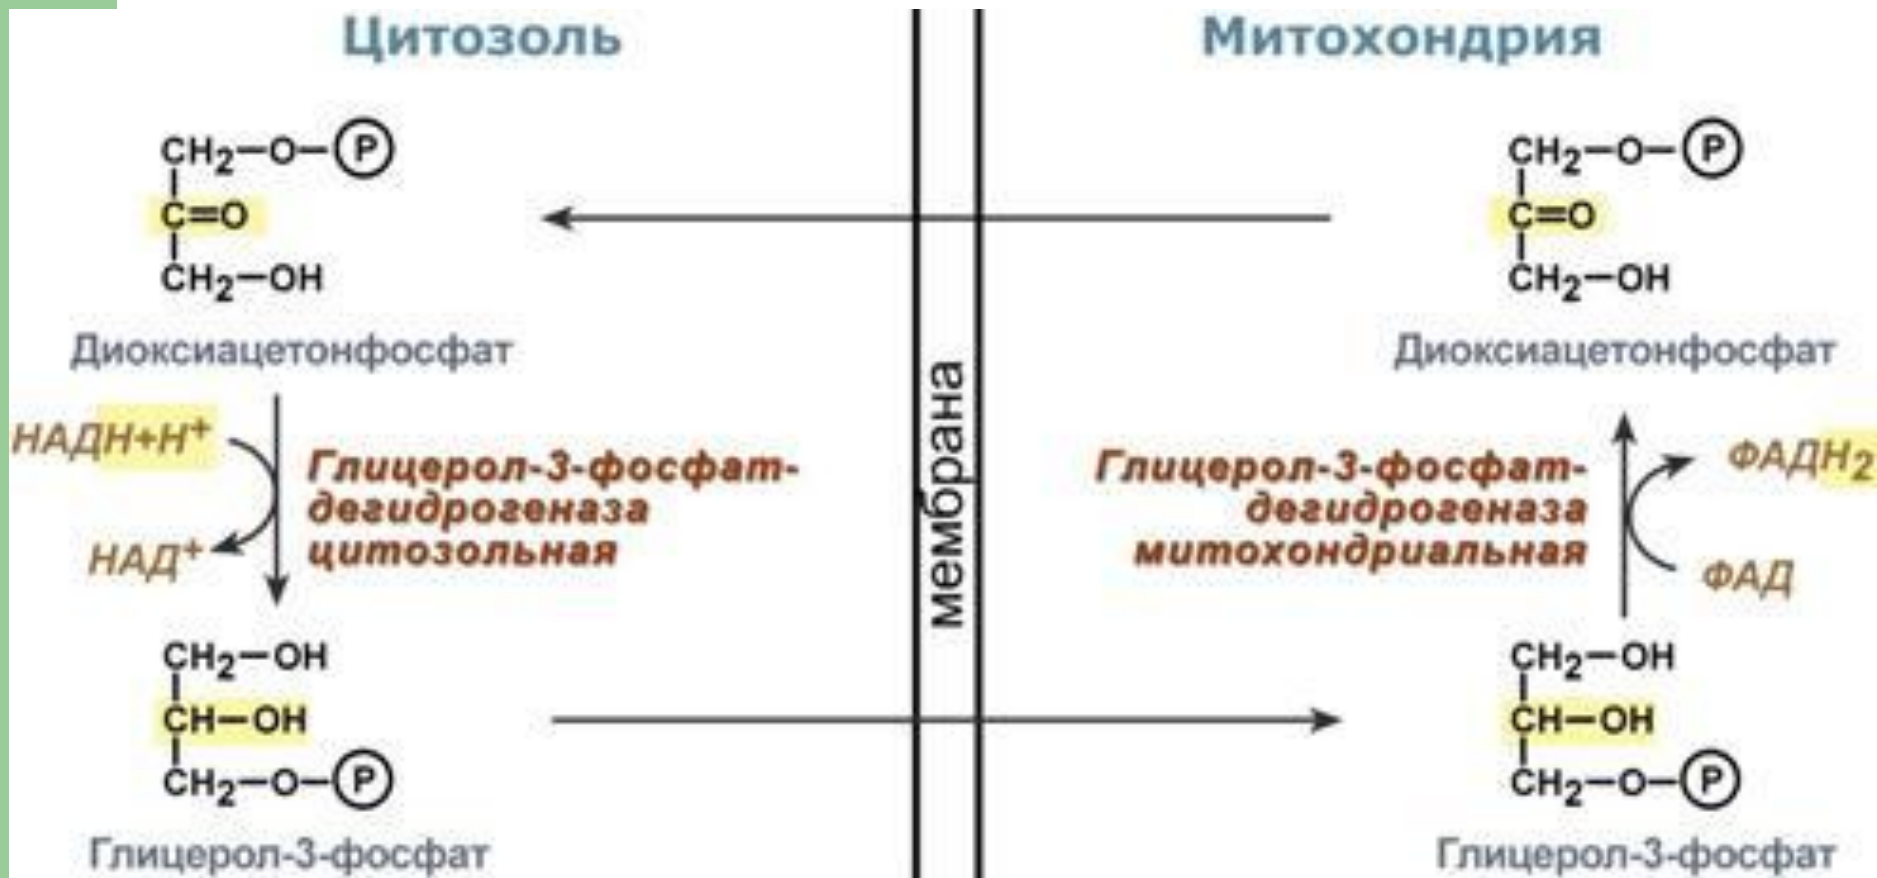 Цитозоль
Митохондрия
CH₂—O—P
C=O
CH₂—OH
Диоксиацетонфосфат
НАДН+Н⁺
НАД⁺
Глицерол-3-фосфат-
дегидрогеназа
цитозольная
CH₂—OH
CH—OH
CH₂—O—P
Глицерол-3-фосфат
мембрана
CH₂—O—P
C=O
CH₂—OH
Диоксиацетонфосфат
Глицерол-3-фосфат-
дегидрогеназа
митохондриальная
ФАДН₂
ФАД
CH₂—OH
CH—OH
CH₂—O—P
Глицерол-3-фосфат